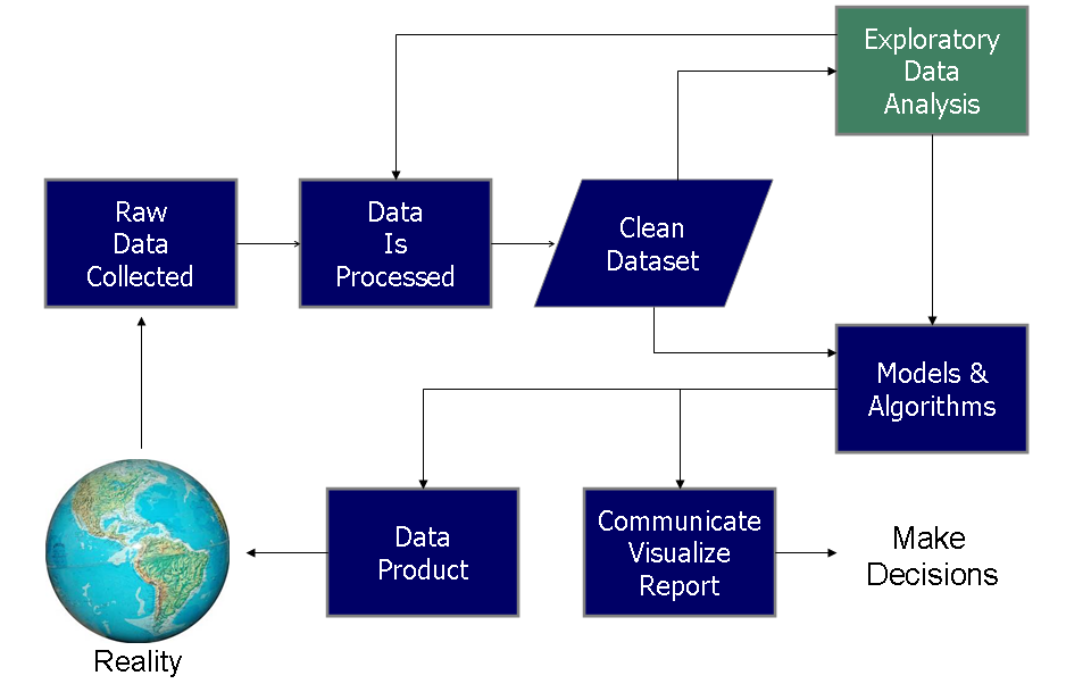 Exploratory
Data
Analysis
Raw
Data
Collected
Data
Is
Processed
Clean
Dataset
Models &
Algorithms
Data
Product
Communicate
Visualize
Report
Make
Decisions
Reality